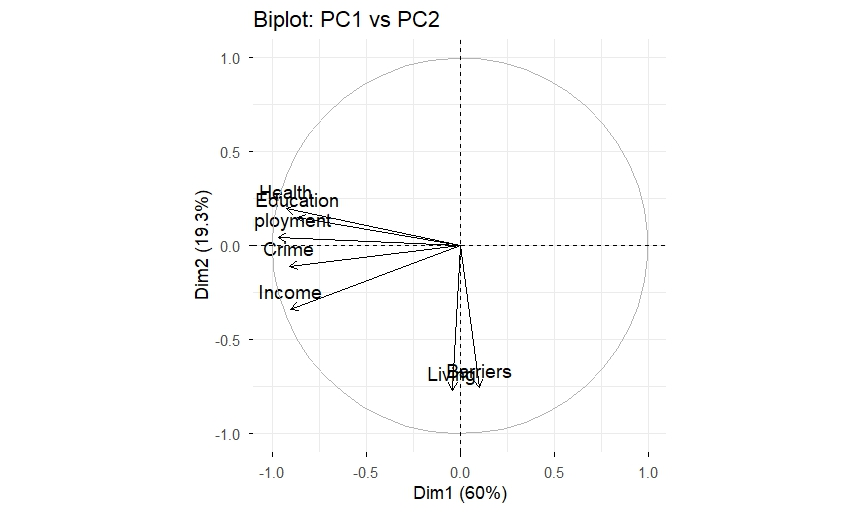 Biplot: PC1 vs PC2
1.0
0.5
0.0
-0.5
-1.0
Dim2 (19.3%)
Health
Education
ployment
Crime
Income
Living
Barriers
-1.0
-0.5
0.0
0.5
1.0
Dim1 (60%)